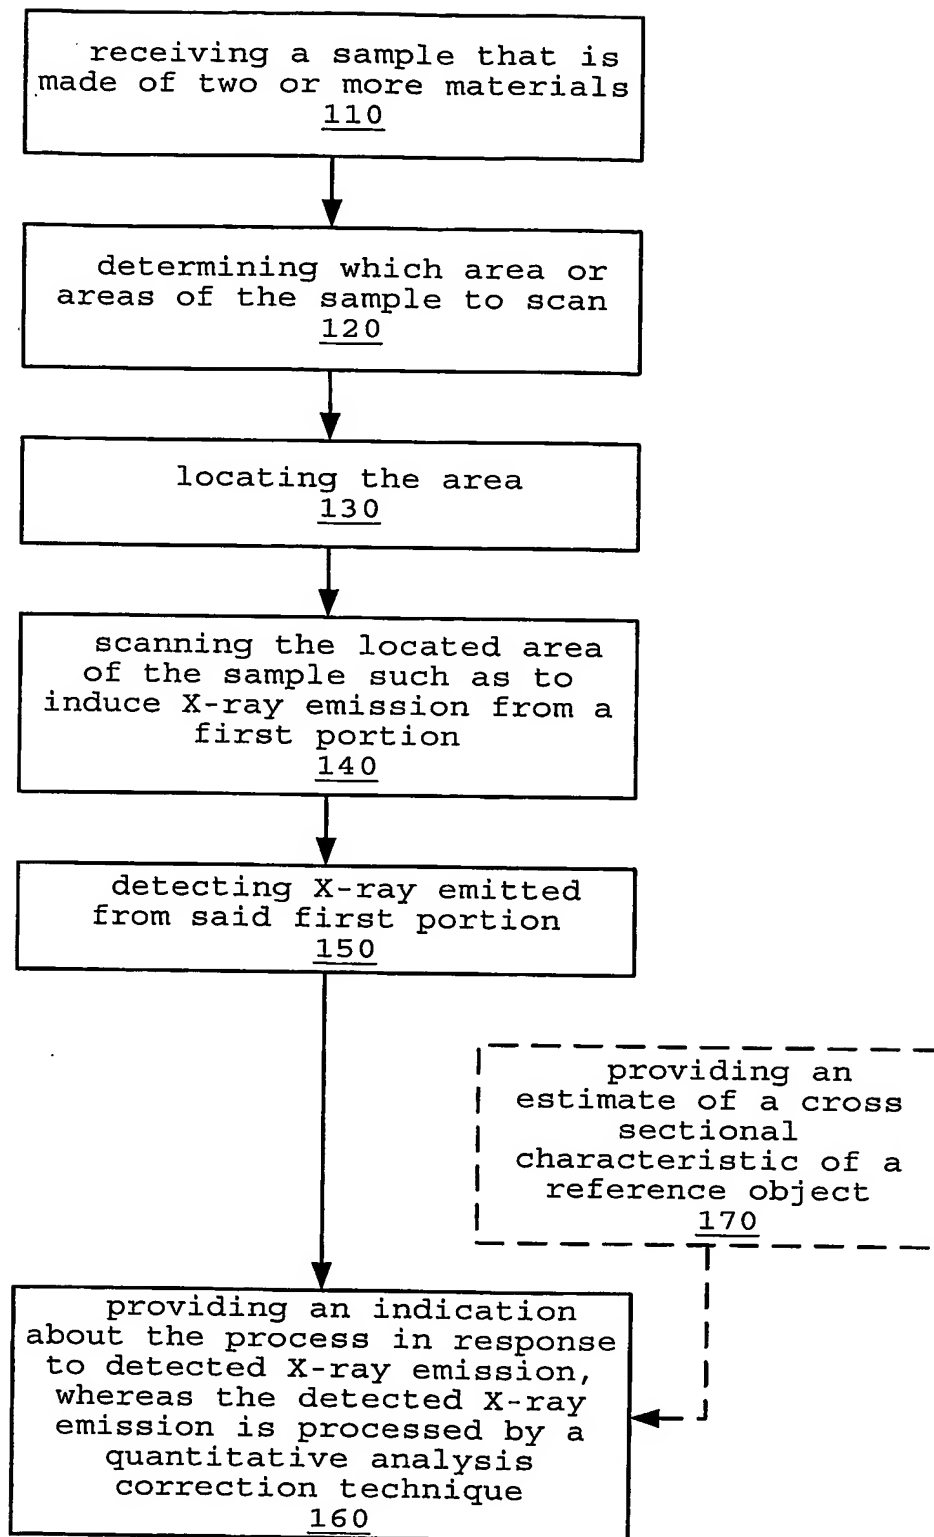 receiving a sample that is
made of two or more materials
110
determining which area or
areas of the sample to scan
120
locating the area
130
scanning the located area
of the sample such as to
induce X-ray emission from a
first portion
140
detecting X-ray emitted
from said first portion
150
providing an
estimate of a cross
sectional
characteristic of a
reference object
170
providing an indication
about the process in response
to detected X-ray emission,
whereas the detected X-ray
emission is processed by a
quantitative analysis
correction technique
160